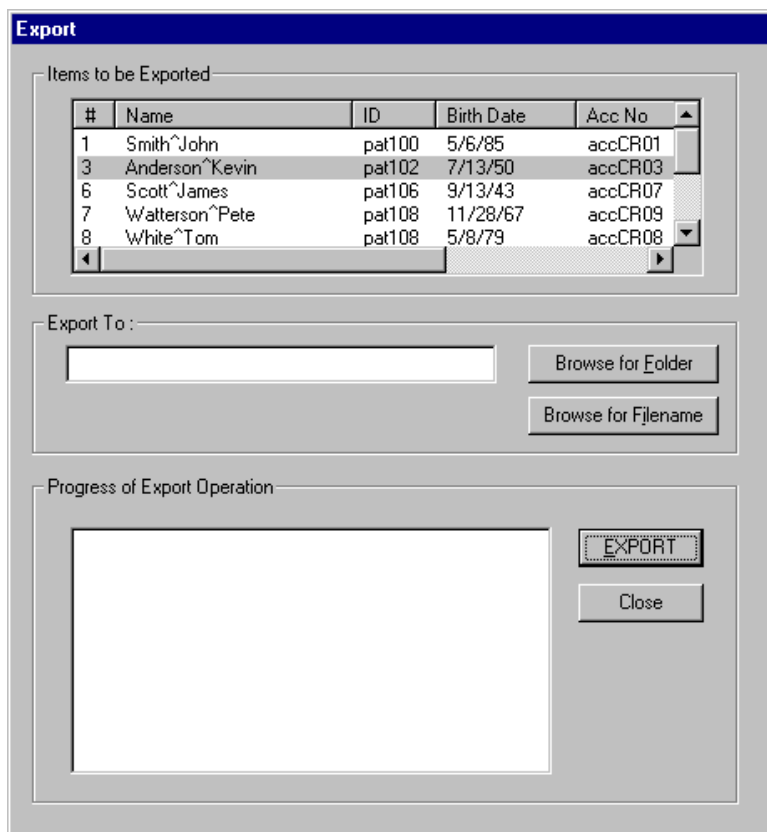 Export
Items to be Exported
# Name ID Birth Date Acc No
1 Smith^John pat100 5/6/85 accCR01
3 Anderson^Kevin pat102 7/13/50 accCR03
6 Scott^James pat106 9/13/43 accCR07
7 Watterson^Pete pat108 11/28/67 accCR09
8 White^Tom pat108 5/8/79 accCR08
Export To :
Browse for Folder
Browse for Filename
Progress of Export Operation
EXPORT
Close